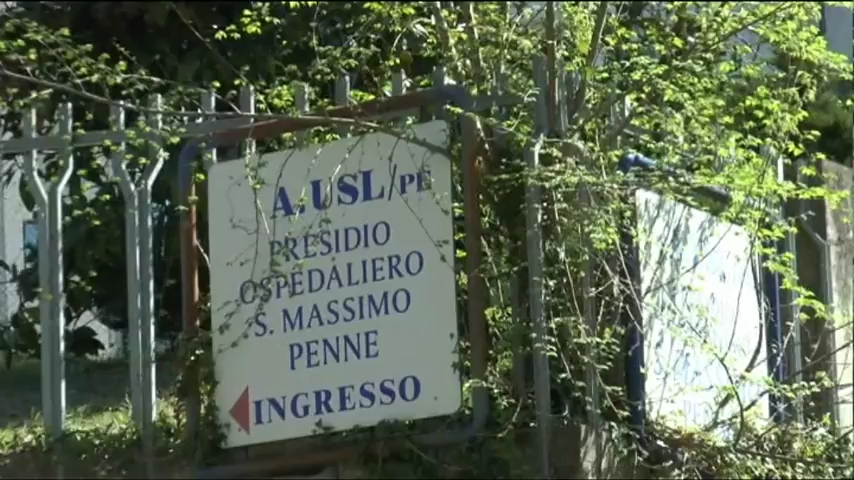 A. USL/PE
PRESIDIO
OSPEDALIERO
S. MASSIMO
PENNE
INGRESSO